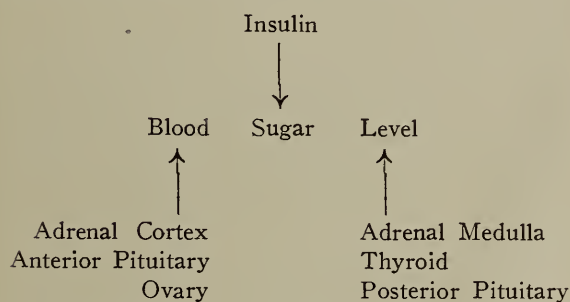 Insulin
Blood Sugar Level
Adrenal Cortex Adrenal Medulla
Anterior Pituitary Thyroid
Ovary Posterior Pituitary